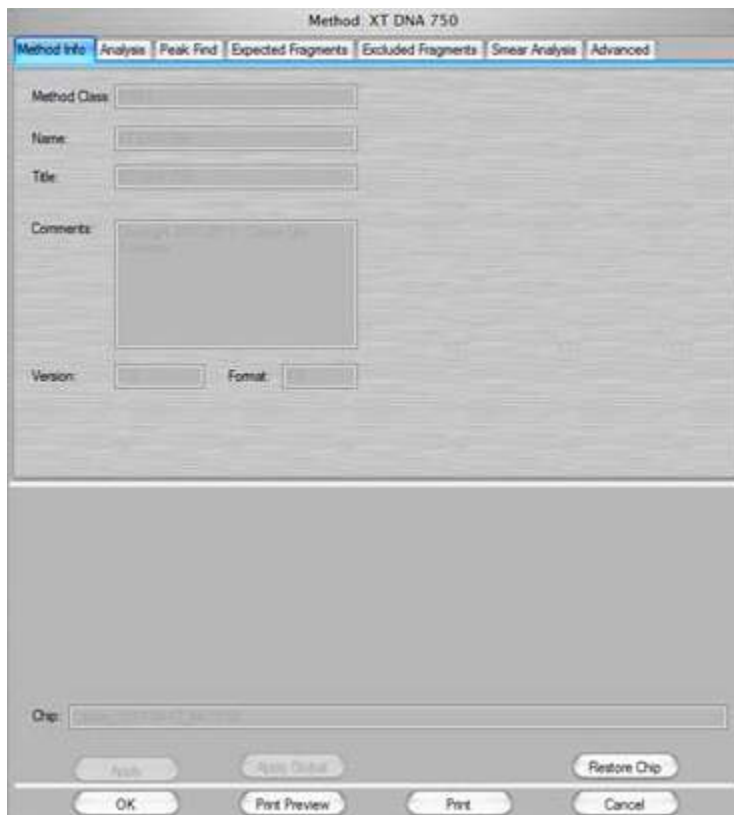 Method XT DNA 750
Method Info Analysis Peak Find Expected Fragments Excluded Fragments Smear Analysis Advanced
Method Class
Name:
Title:
Comments:
Version: Format:
Chip:
Apply Apply Global Restore Chip
OK Print Preview Print Cancel